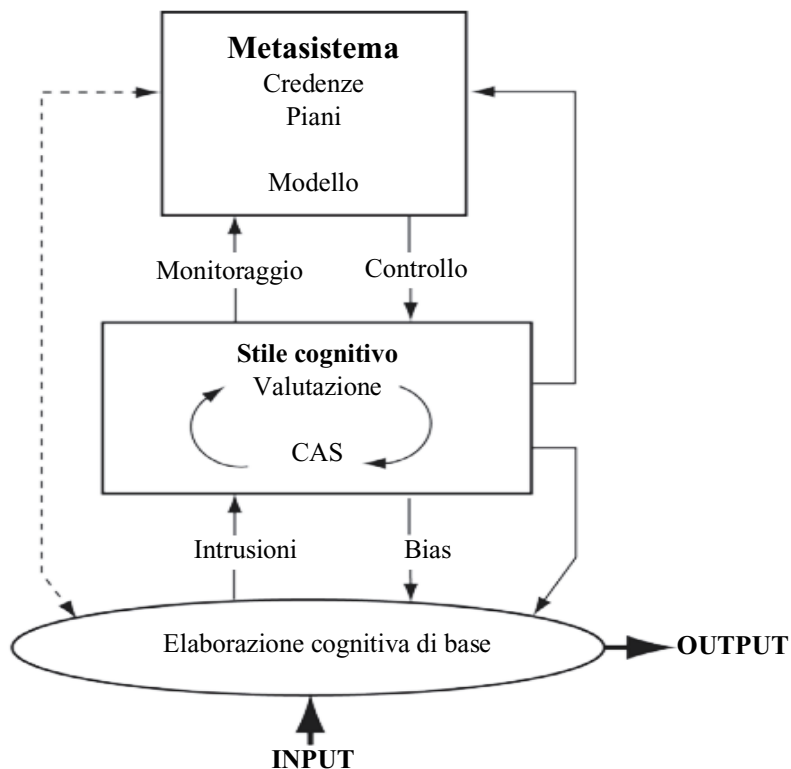 Metasistema
Credenze
Piani
Modello
Monitoraggio
Controllo
Stile cognitivo
Valutazione
CAS
Intrusioni
Bias
Elaborazione cognitiva di base
OUTPUT
INPUT